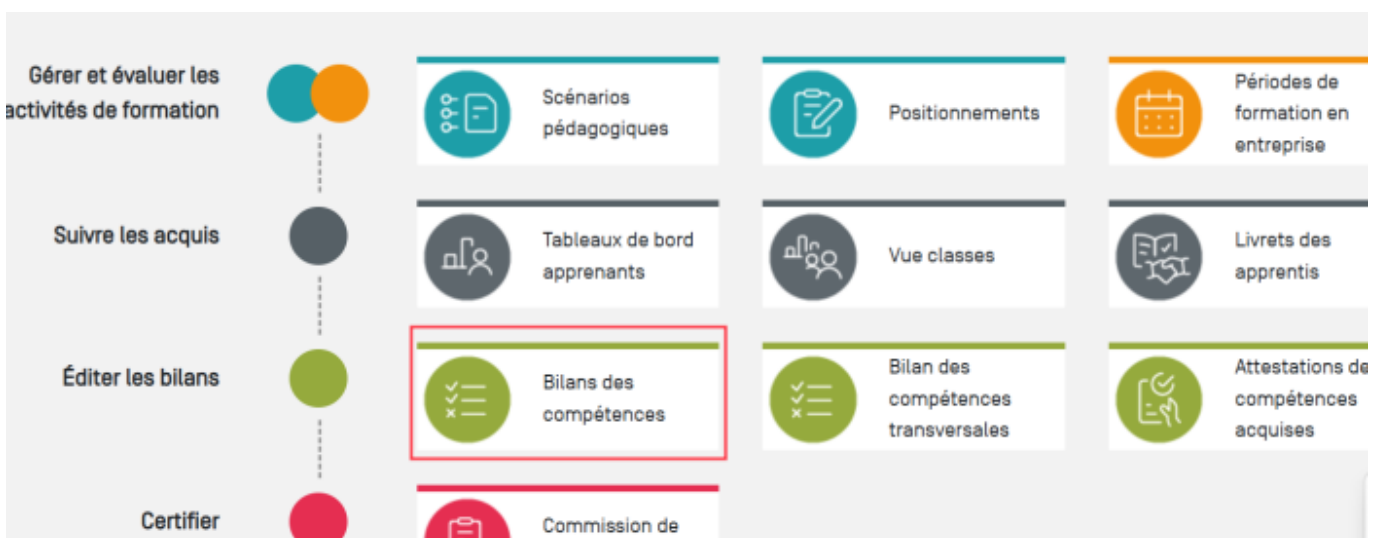 Gérer et évaluer les
activités de formation
Scénarios
pédagogiques
Positionnements
Périodes de
formation en
entreprise
Suivre les acquis
Tableaux de bord
apprenants
Vue classes
Livrets des
apprentis
Éditer les bilans
Bilans des
compétences
Bilan des
compétences
transversales
Attestations de
compétences
acquises
Certifier
Commission de